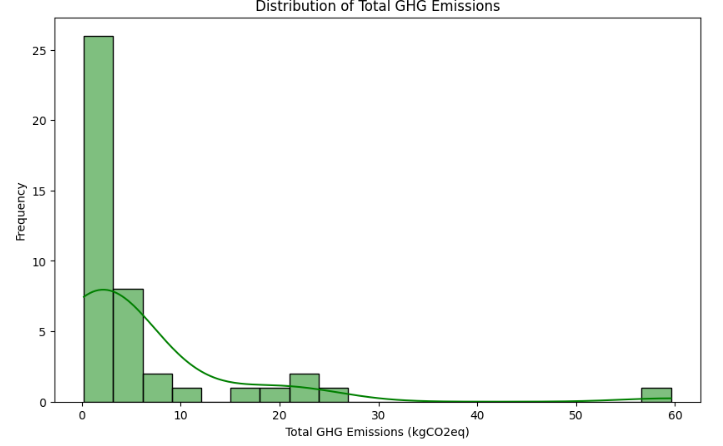 Distribution of Total GHG Emissions
25
20
15
10
5
0
Frequency
0 10 20 30 40 50 60
Total GHG Emissions (kgCO2eq)